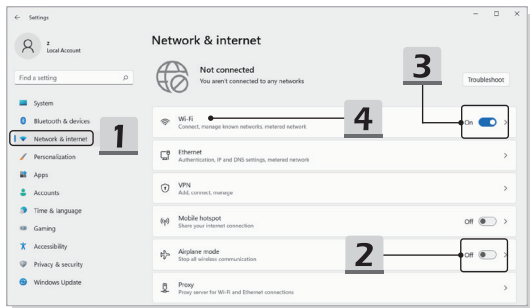 ← Settings
z
Local Account
Find a setting
System
Bluetooth & devices
Network & internet
Personalization
Apps
Accounts
Time & language
Gaming
Accessibility
Privacy & security
Windows Update
1
Network & internet
Not connected
You aren't connected to any networks
Troubleshoot
3
Wi-Fi
Connect, manage known networks, metered network
4
On
Ethernet
Authentication, IP and DNS settings, metered network
VPN
Add, connect, manage
Mobile hotspot
Share your internet connection
Off
Airplane mode
Stop all wireless communication
2
Off
Proxy
Proxy server for Wi-Fi and Ethernet connections